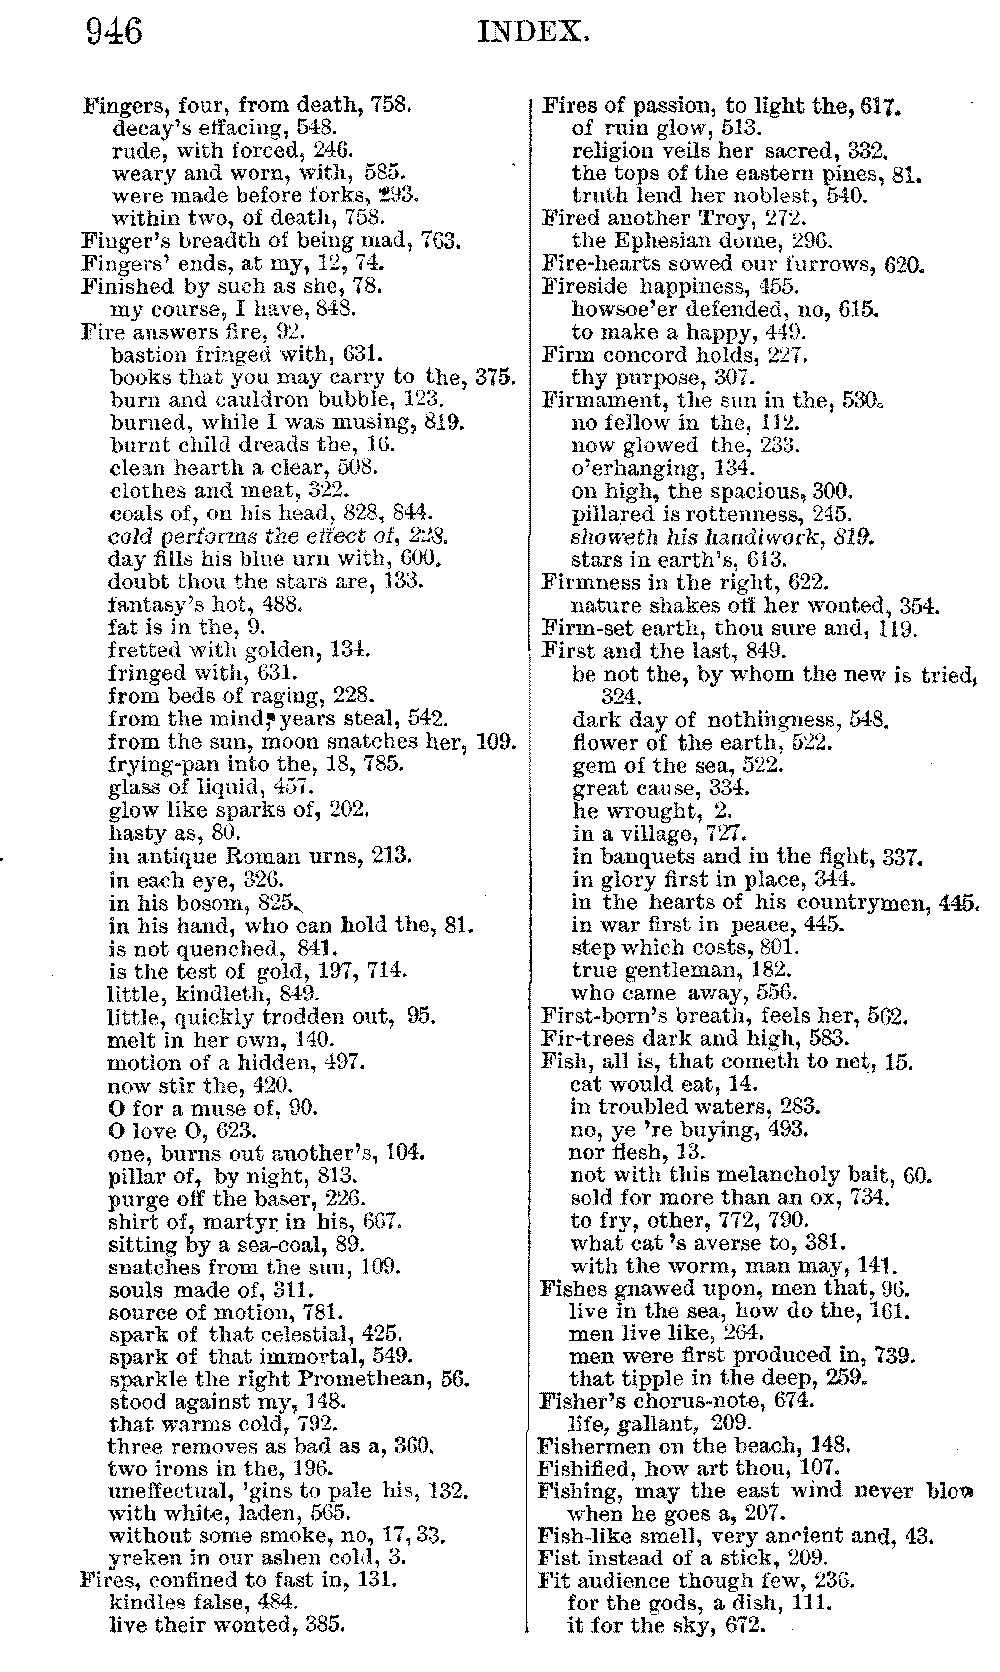 946 INDEX.
Fingers, four, from death, 758.
decay's effacing, 548.
rude, with forced, 246.
weary and worn, with, 585.
were made before forks, 293.
within two, of death, 758.
Finger's breadth of being mad, 763.
Fingers' ends, at my, 12, 74.
Finished by such as she, 78.
my course, I have, 848.
Fire answers fire, 92.
bastion fringed with, 631.
books that you may carry to the, 375.
burn and cauldron bubble, 123.
burned, while I was musing, 819.
burnt child dreads the, 16.
clean hearth a clear, 508.
clothes and meat, 322.
coals of, on his head, 828, 844.
cold performs the effect of, 228.
day fills his blue urn with, 600.
doubt thou the stars are, 133.
fantasy's hot, 488.
fat is in the, 9.
fretted with golden, 134.
fringed with, 631.
from beds of raging, 228.
from the mind, years steal, 542.
from the sun, moon snatches her, 109.
frying-pan into the, 18, 785.
glass of liquid, 457.
glow like sparks of, 202.
hasty as, 80.
in antique Roman urns, 213.
in each eye, 326.
in his bosom, 825.
in his hand, who can hold the, 81.
is not quenched, 841.
is the test of gold, 197, 714.
little, kindleth, 849.
little, quickly trodden out, 95.
melt in her own, 140.
motion of a hidden, 497.
now stir the, 420.
O for a muse of, 90.
O love O, 623.
one, burns out another's, 104.
pillar of, by night, 813.
purge off the baser, 226.
shirt of, martyr in his, 667.
sitting by a sea-coal, 89.
snatches from the sun, 109.
souls made of, 311.
source of motion, 781.
spark of that celestial, 425.
spark of that immortal, 549.
sparkle the right Promethean, 56.
stood against my, 148.
that warms cold, 792.
three removes as bad as a, 360.
two irons in the, 196.
uneffectual, 'gins to pale his, 132.
with white, laden, 565.
without some smoke, no, 17, 33.
yreken in our ashen cold, 3.
Fires, confined to fast in, 131.
kindles false, 484.
live their wonted, 385.
Fires of passion, to light the, 617.
of ruin glow, 513.
religion veils her sacred, 332.
the tops of the eastern pines, 81.
truth lend her noblest, 540.
Fired another Troy, 272.
the Ephesian dome, 296.
Fire-hearts sowed our furrows, 620.
Fireside happiness, 455.
howsoe'er defended, no, 615.
to make a happy, 449.
Firm concord holds, 227.
thy purpose, 307.
Firmament, the sun in the, 530.
no fellow in the, 112.
now glowed the, 233.
o'erhanging, 134.
on high, the spacious, 300.
pillared is rottenness, 245.
showeth his handiwork, 819.
stars in earth's, 613.
Firmness in the right, 622.
nature shakes off her wonted, 354.
Firm-set earth, thou sure and, 119.
First and the last, 849.
be not the, by whom the new is tried,
324.
dark day of nothingness, 548.
flower of the earth, 522.
gem of the sea, 522.
great cause, 334.
he wrought, 2.
in a village, 727.
in banquets and in the fight, 337.
in glory first in place, 344.
in the hearts of his countrymen, 445.
in war first in peace, 445.
step which costs, 801.
true gentleman, 182.
who came away, 556.
First-born's breath, feels her, 562.
Fir-trees dark and high, 583.
Fish, all is, that cometh to net, 15.
cat would eat, 14.
in troubled waters, 283.
no, ye 're buying, 493.
nor flesh, 13.
not with this melancholy bait, 60.
sold for more than an ox, 734.
to fry, other, 772, 790.
what cat 's averse to, 381.
with the worm, man may, 141.
Fishes gnawed upon, men that, 96.
live in the sea, how do the, 161.
men live like, 264.
men were first produced in, 739.
that tipple in the deep, 259.
Fisher's chorus-note, 674.
life, gallant, 209.
Fishermen on the beach, 148.
Fishified, how art thou, 107.
Fishing, may the east wind never blow
when he goes a, 207.
Fish-like smell, very ancient and, 43.
Fist instead of a stick, 209.
Fit audience though few, 236.
for the gods, a dish, 111.
it for the sky, 672.